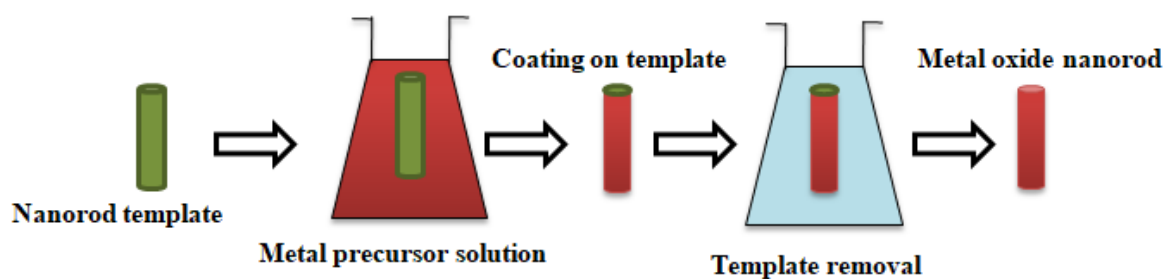 Nanorod template
Metal precursor solution
Coating on template
Template removal
Metal oxide nanorod